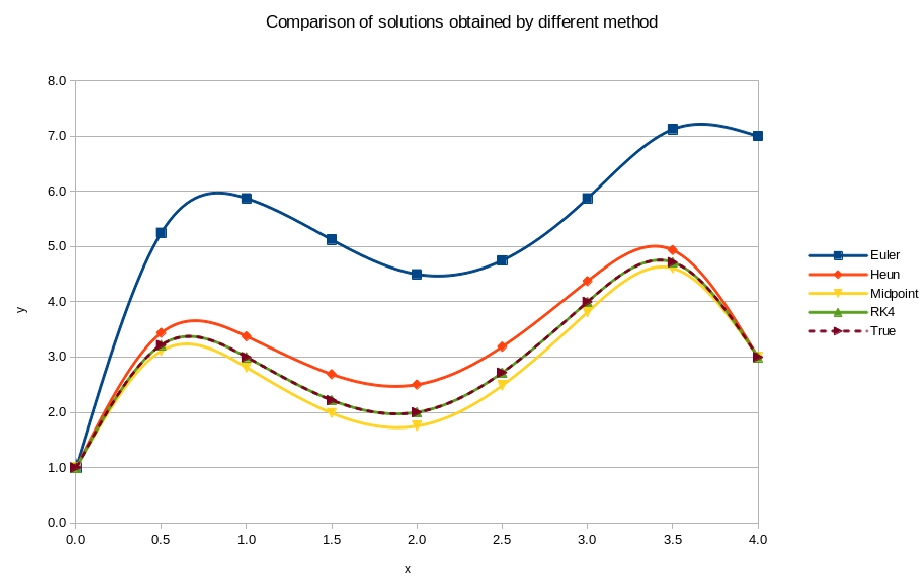 Comparison of solutions obtained by different method
8.0
7.0
6.0
5.0
4.0
3.0
2.0
1.0
0.0
y
0.0 0.5 1.0 1.5 2.0 2.5 3.0 3.5 4.0
x
Euler
Heun
Midpoint
RK4
True